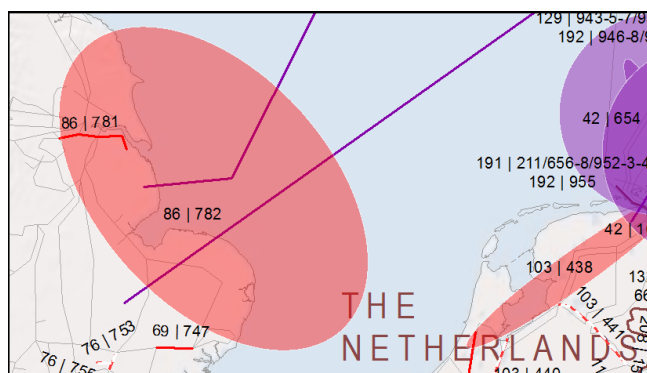 129 | 943-5-7/9
192 | 946-8/9
86 | 781
42 | 654
191 | 211/656-8/952-3-4
192 | 955
86 | 782
42 | 1
103 | 438
THE
NETHERLANDS
103 | 441
76 | 753
69 | 747
76 | 755
103 | 440